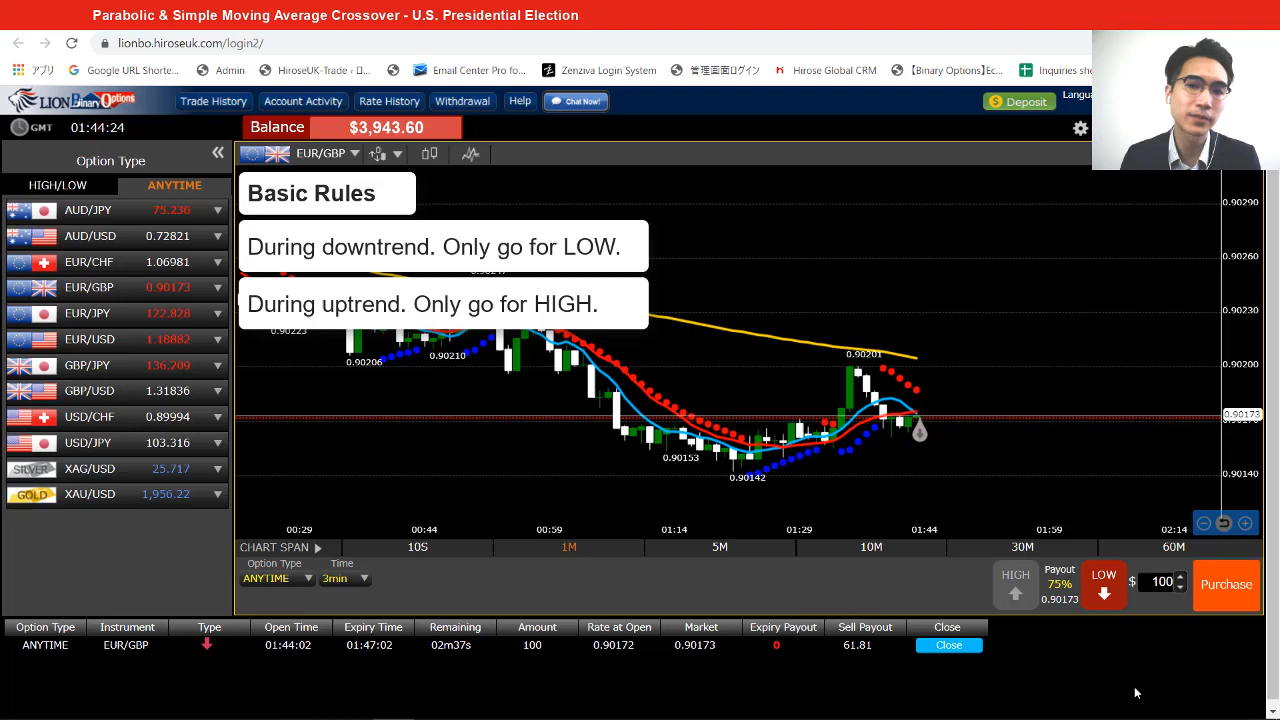 Parabolic & Simple Moving Average Crossover - U.S. Presidential Election
lionbo.hiroseuk.com/login2/
アプリ Google URL Shorte... Admin HiroseUK-Trade ‹ ロ... Email Center Pro fo... Zenziva Login System 管理画面ログイン Hirose Global CRM 【Binary Options】Ec... Inquiries she
LION Binary Options Trade History Account Activity Rate History Withdrawal Help Chat Now! $ Deposit Langua
GMT 01:44:24 Balance $3,943.60
Option Type « EUR/GBP
HIGH/LOW ANYTIME
Basic Rules
During downtrend. Only go for LOW.
During uptrend. Only go for HIGH.
AUD/JPY 75.236
AUD/USD 0.72821
EUR/CHF 1.06981
EUR/GBP 0.90173
EUR/JPY 122.828
EUR/USD 1.18882
GBP/JPY 136.209
GBP/USD 1.31836
USD/CHF 0.89994
USD/JPY 103.316
SILVER XAG/USD 25.717
GOLD XAU/USD 1,956.22
0.90290
0.90260
0.90230
0.90200
0.90173
0.90140
0.90223
0.90206
0.90210
0.90153
0.90142
0.90201
00:29 00:44 00:59 01:14 01:29 01:44 01:59 02:14
CHART SPAN 10S 1M 5M 10M 30M 60M
Option Type Time
ANYTIME 3min
HIGH Payout 75% 0.90173 LOW $ 100 Purchase
Option Type Instrument Type Open Time Expiry Time Remaining Amount Rate at Open Market Expiry Payout Sell Payout Close
ANYTIME EUR/GBP 01:44:02 01:47:02 02m37s 100 0.90172 0.90173 0 61.81 Close